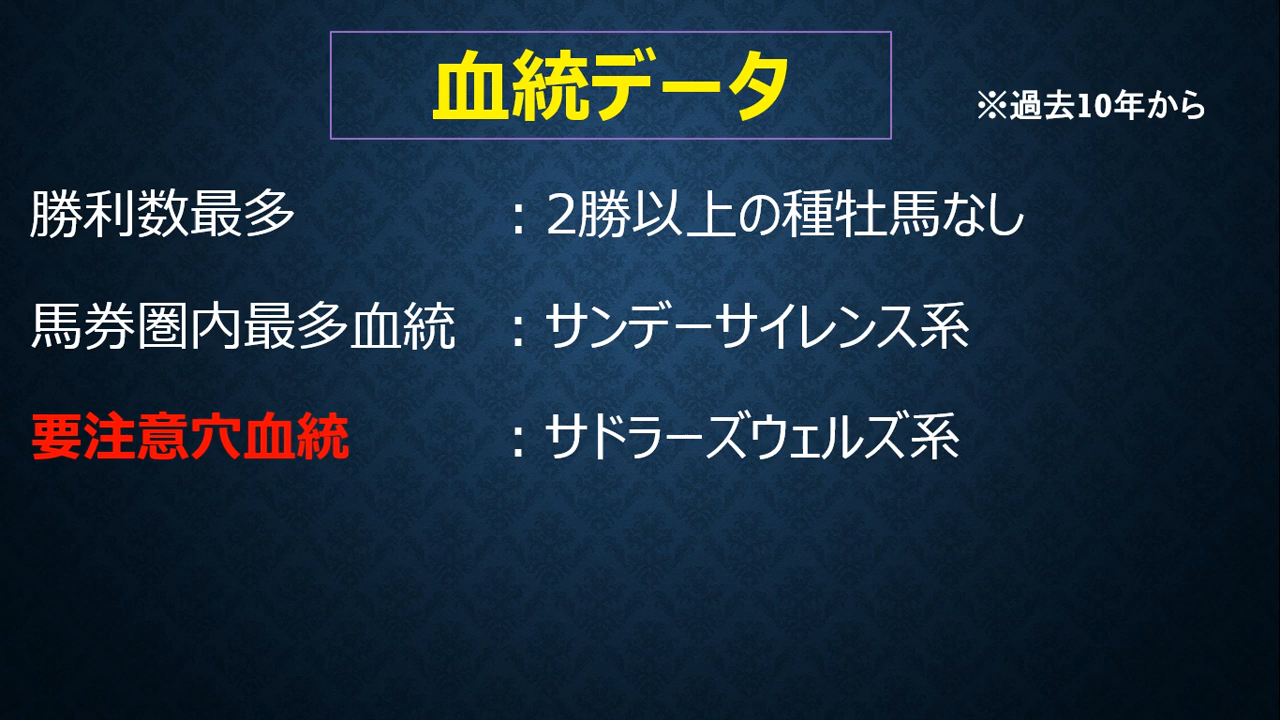 血統データ
※過去10年から
勝利数最多 : 2勝以上の種牡馬なし
馬券圏内最多血統 : サンデーサイレンス系
要注意穴血統 : サドラーズウェルズ系